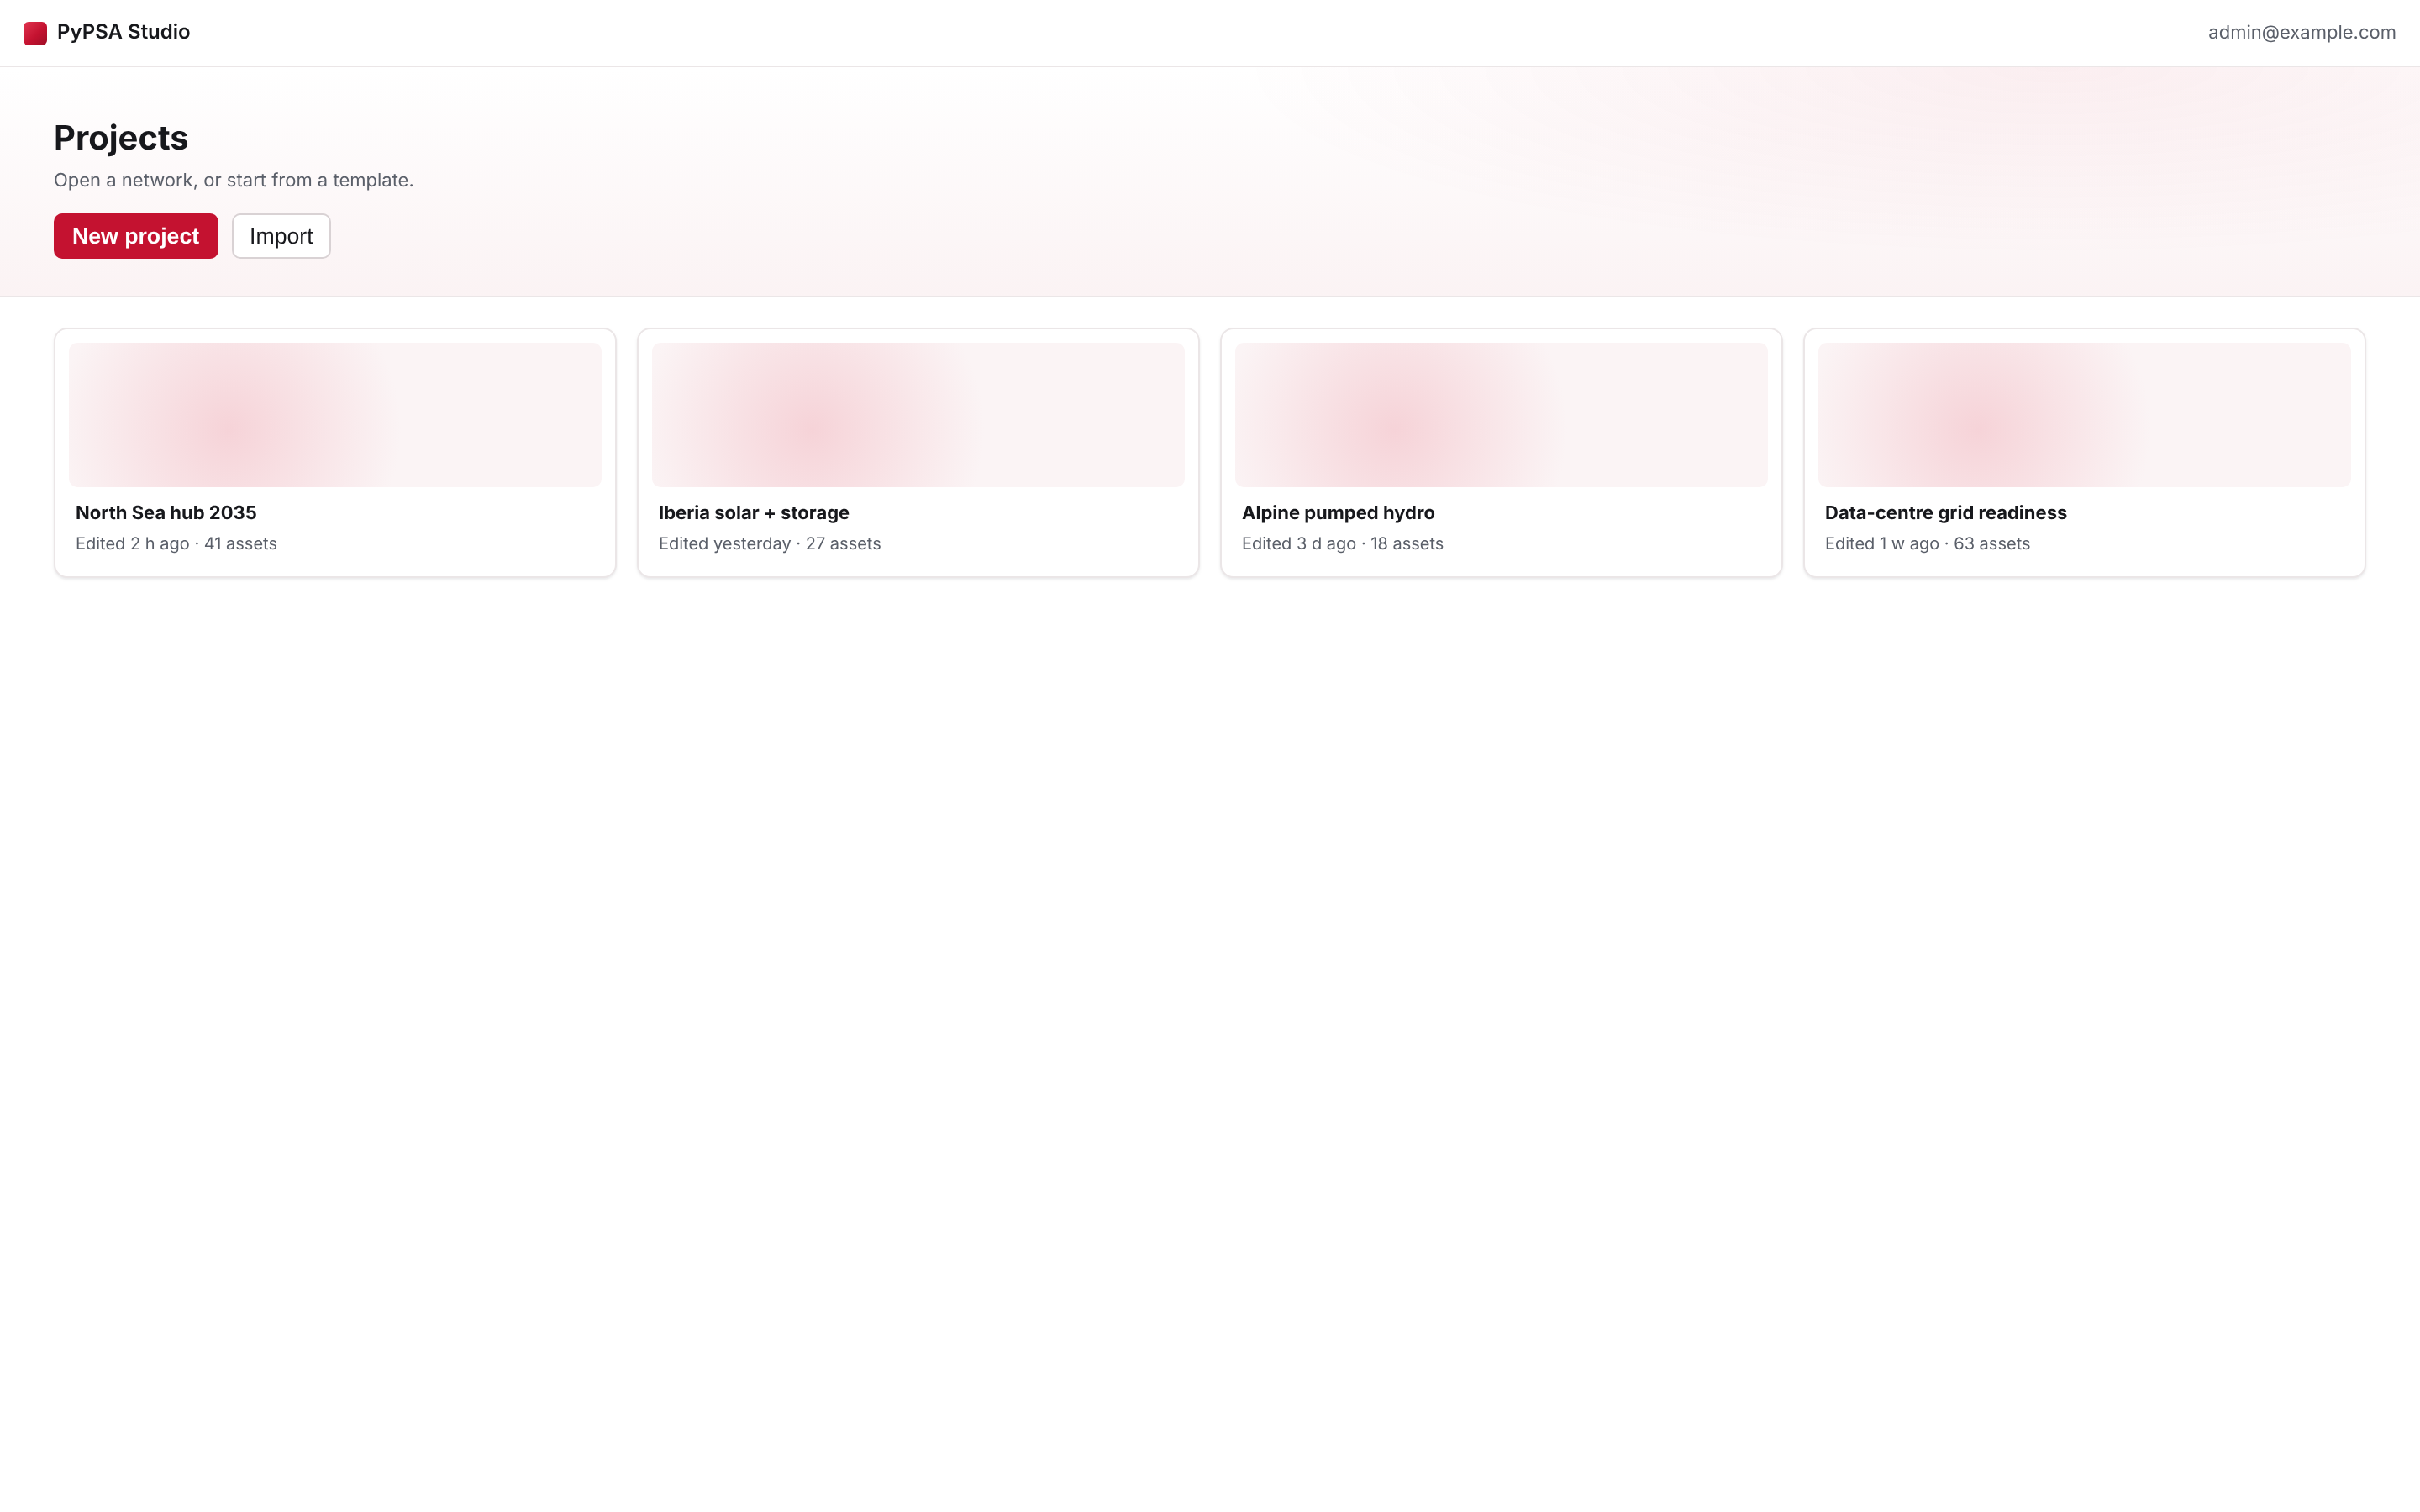 PyPSA Studio
admin@example.com
Projects
Open a network, or start from a template.
New project
Import
North Sea hub 2035
Edited 2 h ago · 41 assets
Iberia solar + storage
Edited yesterday · 27 assets
Alpine pumped hydro
Edited 3 d ago · 18 assets
Data-centre grid readiness
Edited 1 w ago · 63 assets